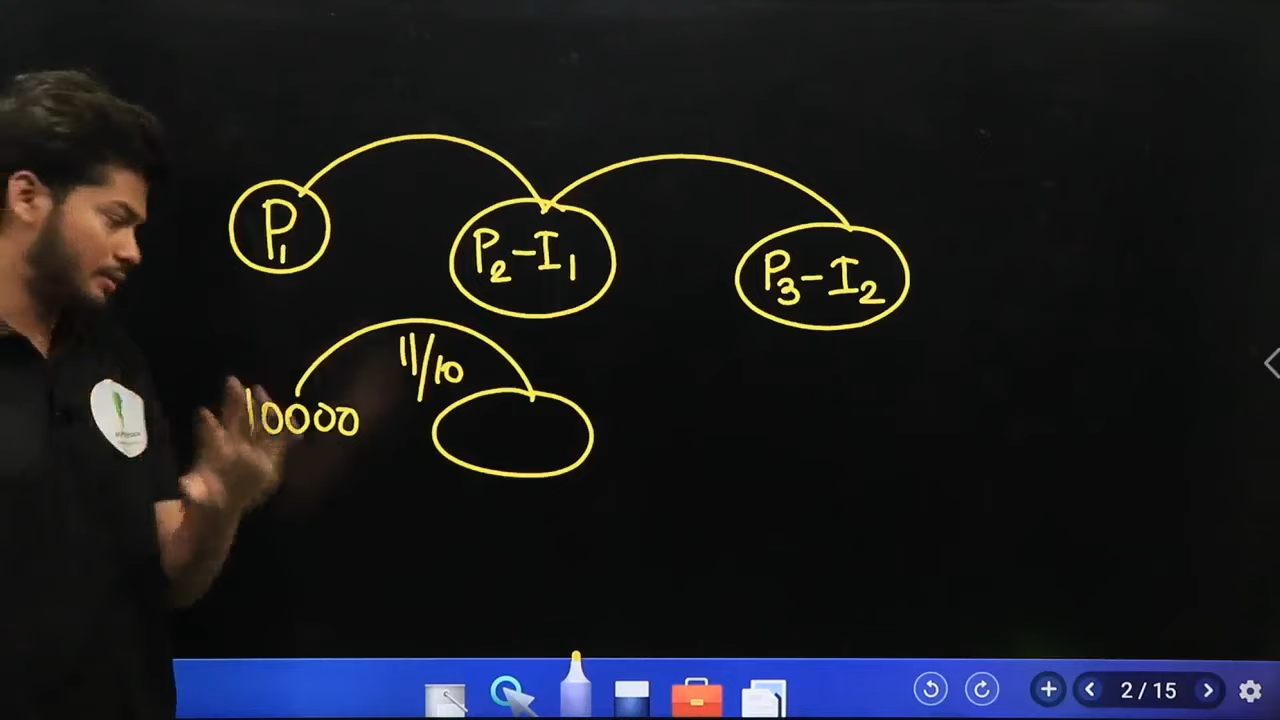 P₁
P₂-I₁
P₃-I₂
11/10
10000
2 / 15